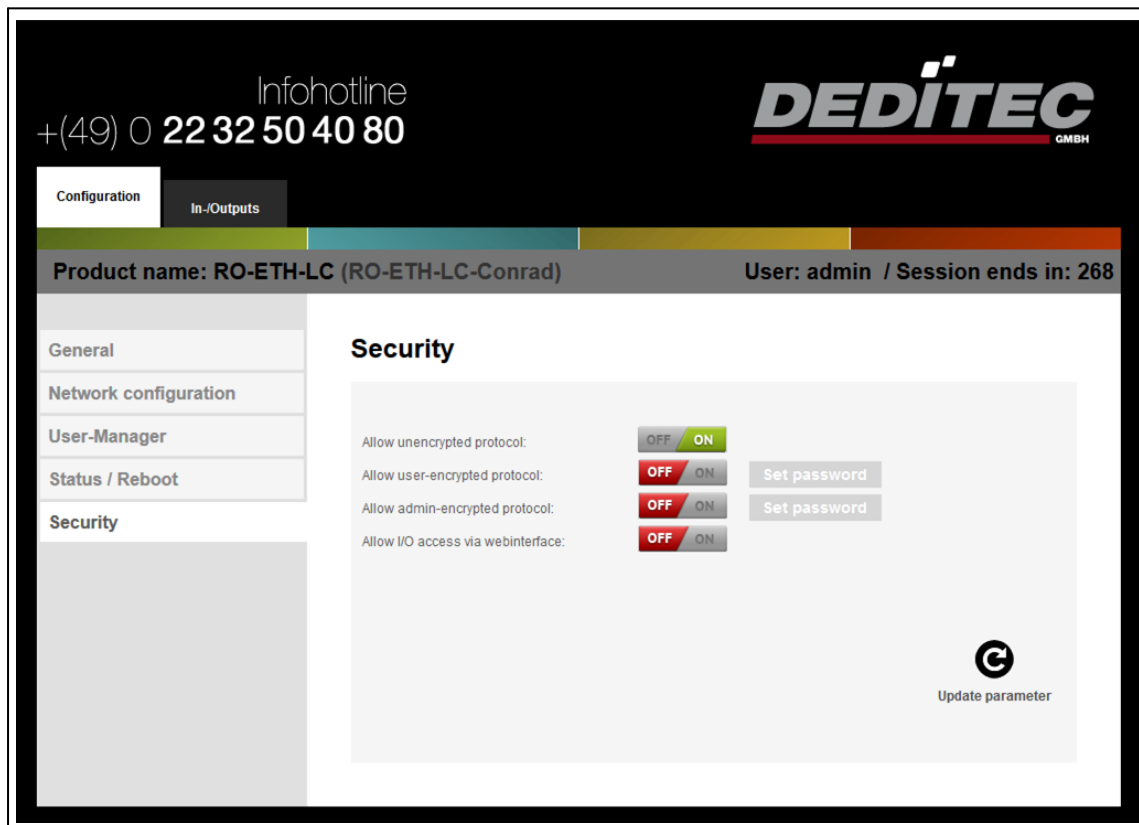 Infohotline
+(49) 0 22 32 50 40 80
DEDITEC
GMBH
Configuration
In-/Outputs
Product name: RO-ETH-LC (RO-ETH-LC-Conrad) User: admin / Session ends in: 268
General
Network configuration
User-Manager
Status / Reboot
Security
Security
Allow unencrypted protocol: OFF ON
Allow user-encrypted protocol: OFF ON Set password
Allow admin-encrypted protocol: OFF ON Set password
Allow I/O access via webinterface: OFF ON
Update parameter